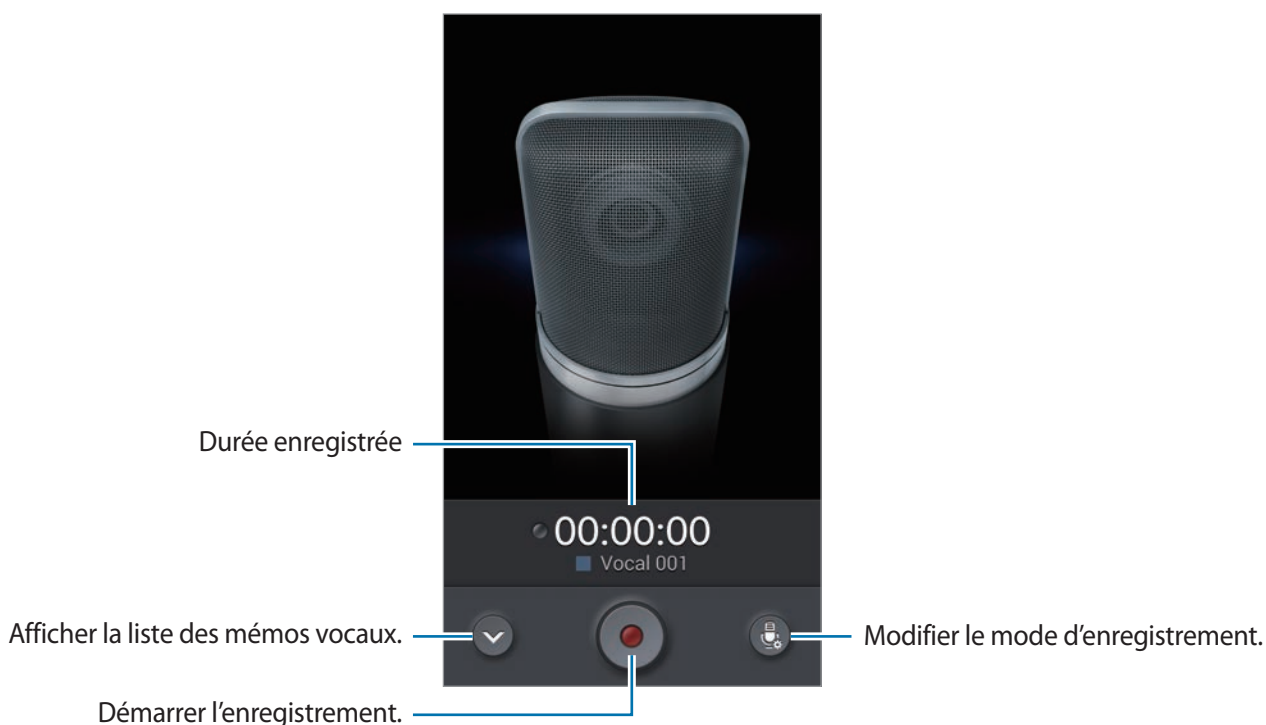 Durée enregistrée
00:00:00
Vocal 001
Afficher la liste des mémos vocaux.
Modifier le mode d’enregistrement.
Démarrer l’enregistrement.